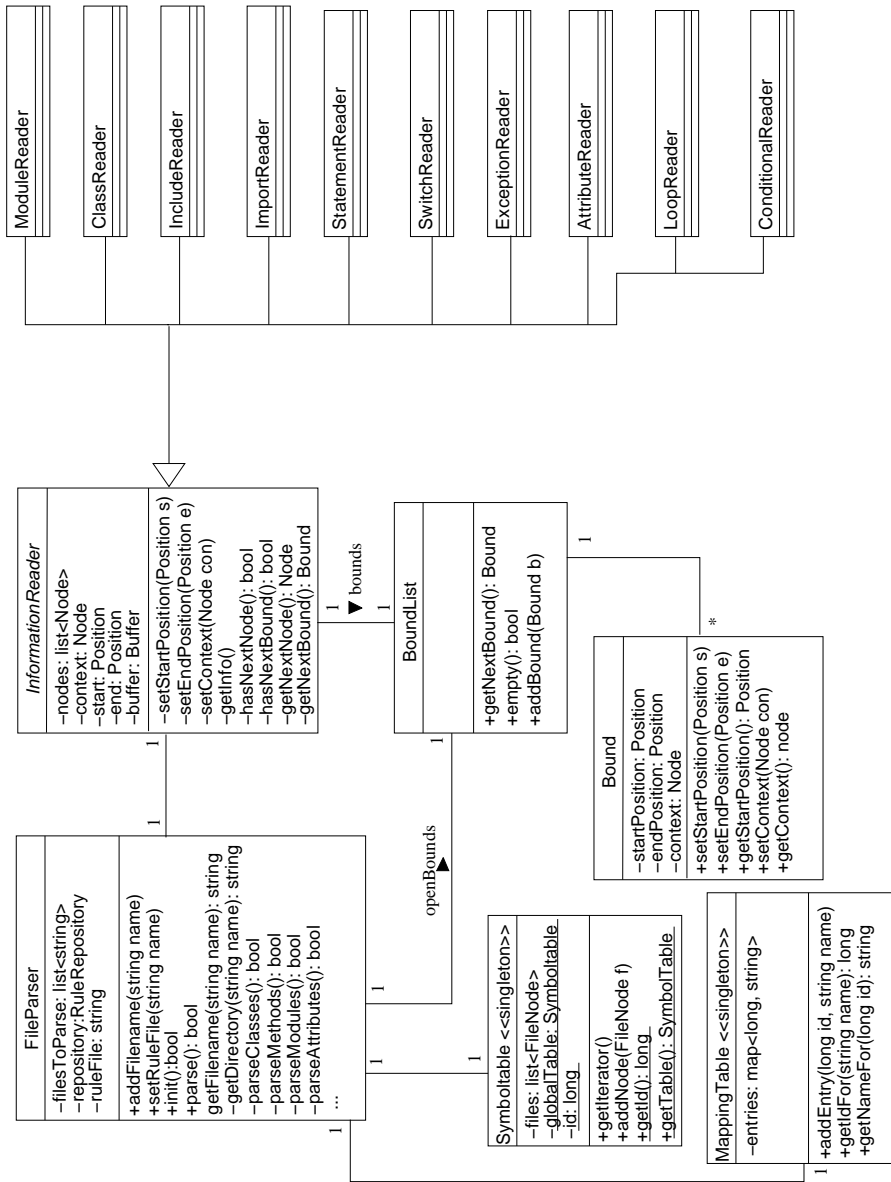 FileParser
−filesToParse: list<string>
−repository:RuleRepository
−ruleFile: string
+addFilename(string name)
+setRuleFile(string name)
+init():bool
+parse(): bool
getFilename(string name): string
−getDirectory(string name): string
−parseClasses(): bool
−parseMethods(): bool
−parseModules(): bool
−parseAttributes(): bool
...
1
1
1
1
1
1
openBounds
InformationReader
−nodes: list<Node>
−context: Node
−start: Position
−end: Position
−buffer: Buffer
−setStartPosition(Position s)
−setEndPosition(Position e)
−setContext(Node con)
−getInfo()
−hasNextNode(): bool
−hasNextBound(): bool
−getNextNode(): Node
−getNextBound(): Bound
1
bounds
1
BoundList
+getNextBound(): Bound
+empty(): bool
+addBound(Bound b)
1
*
Symboltable <<singleton>>
−files: list<FileNode>
−globalTable: Symboltable
−id: long
+getIterator()
+addNode(FileNode f)
+getId(): long
+getTable(): SymbolTable
1
Bound
−startPosition: Position
−endPosition: Position
−context: Node
+setStartPosition(Position s)
+setEndPosition(Position e)
+getStartPosition(): Position
+setContext(Node con)
+getContext(): node
MappingTable <<singleton>>
−entries: map<long, string>
+addEntry(long id, string name)
+getIdFor(string name): long
+getNameFor(long id): string
1
ModuleReader
ClassReader
IncludeReader
ImportReader
StatementReader
SwitchReader
ExceptionReader
AttributeReader
LoopReader
ConditionalReader